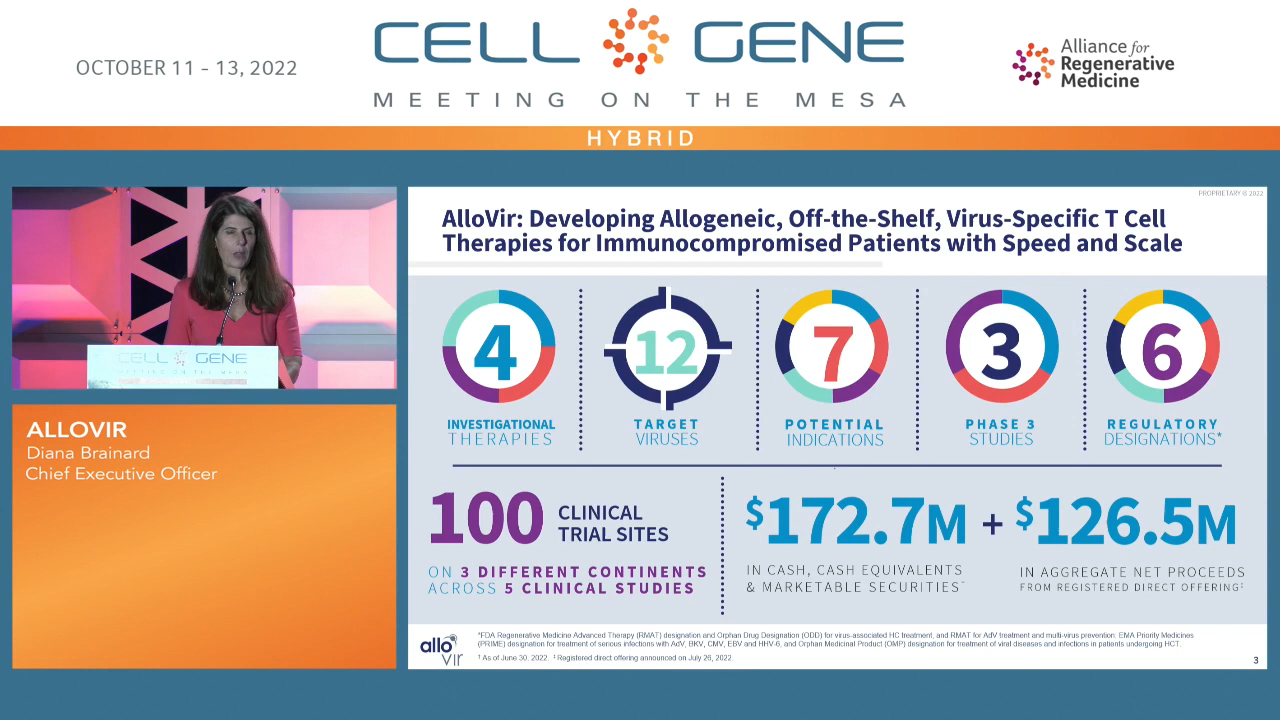 OCTOBER 11 - 13, 2022
CELL GENE
MEETING ON THE MESA
Alliance for
Regenerative
Medicine
HYBRID
CELL GENE
MEETING ON THE MESA
ALLOVIR
Diana Brainard
Chief Executive Officer
PROPRIETARY © 2022
AlloVir: Developing Allogeneic, Off-the-Shelf, Virus-Specific T Cell
Therapies for Immunocompromised Patients with Speed and Scale
4
INVESTIGATIONAL
THERAPIES
12
TARGET
VIRUSES
7
POTENTIAL
INDICATIONS
3
PHASE 3
STUDIES
6
REGULATORY
DESIGNATIONS*
100 CLINICAL
TRIAL SITES
ON 3 DIFFERENT CONTINENTS
ACROSS 5 CLINICAL STUDIES
$172.7M + $126.5M
IN CASH, CASH EQUIVALENTS
& MARKETABLE SECURITIES†
IN AGGREGATE NET PROCEEDS
FROM REGISTERED DIRECT OFFERING‡
allo
vir
*FDA Regenerative Medicine Advanced Therapy (RMAT) designation and Orphan Drug Designation (ODD) for virus-associated HC treatment, and RMAT for AdV treatment and multi-virus prevention. EMA Priority Medicines
(PRIME) designation for treatment of serious infections with AdV, BKV, CMV, EBV and HHV-6, and Orphan Medicinal Product (OMP) designation for treatment of viral diseases and infections in patients undergoing HCT.
† As of June 30, 2022. ‡ Registered direct offering announced on July 26, 2022.
3